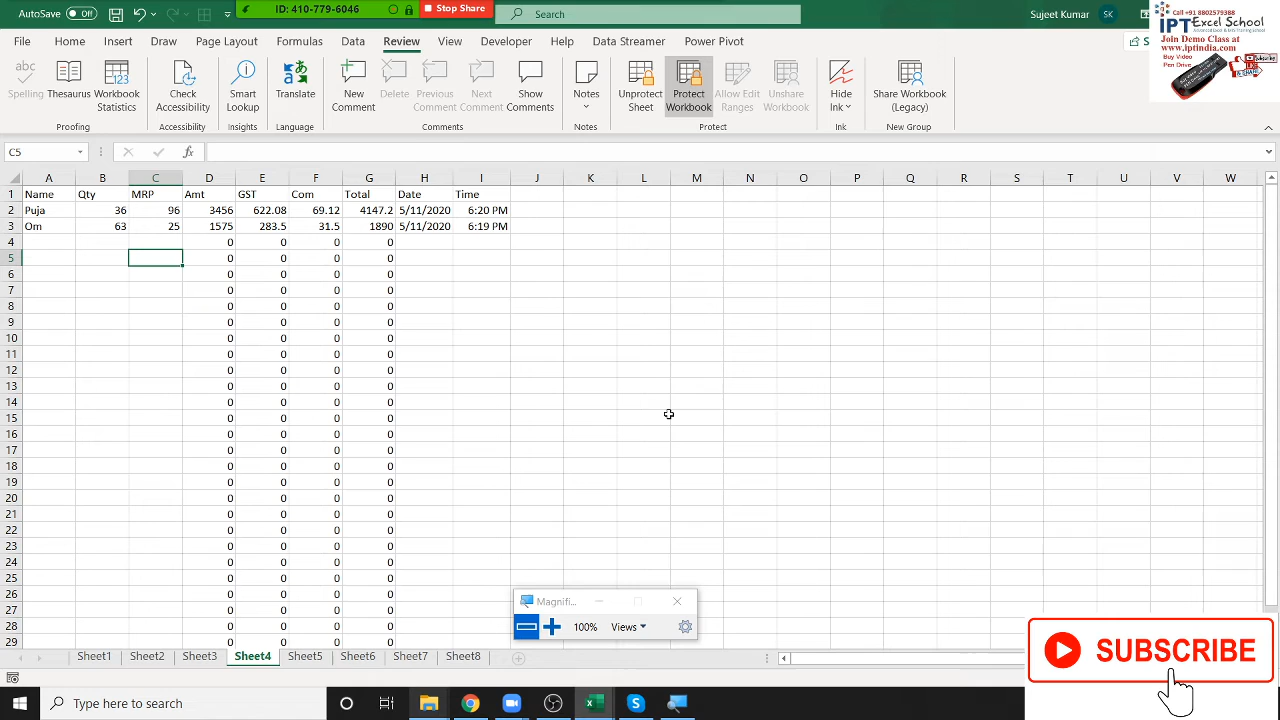 AutoSave Off
ID: 410-779-6046
Stop Share
Search
Sujeet Kumar
SK
Call +91 8802579388
IPT Excel School
Join Demo Class at
www.iptindia.com
Buy Video
Pen Drive
File Home Insert Draw Page Layout Formulas Data Review View Developer Help Data Streamer Power Pivot
Spelling
Thesaurus
Workbook Statistics
Check Accessibility
Smart Lookup
Translate
New Comment
Delete
Previous Comment
Next Comment
Show Comments
Notes
Unprotect Sheet
Protect Workbook
Allow Edit Ranges
Unshare Workbook
Hide Ink
Share Workbook (Legacy)
Proofing Accessibility Insights Language Comments Notes Protect Ink New Group
C5
A B C D E F G H I J K L M N O P Q R S T U V W
1 Name Qty MRP Amt GST Com Total Date Time
2 Puja 36 96 3456 622.08 69.12 4147.2 5/11/2020 6:20 PM
3 Om 63 25 1575 283.5 31.5 1890 5/11/2020 6:19 PM
4 0 0 0 0
5 0 0 0 0
6 0 0 0 0
7 0 0 0 0
8 0 0 0 0
9 0 0 0 0
10 0 0 0 0
11 0 0 0 0
12 0 0 0 0
13 0 0 0 0
14 0 0 0 0
15 0 0 0 0
16 0 0 0 0
17 0 0 0 0
18 0 0 0 0
19 0 0 0 0
20 0 0 0 0
21 0 0 0 0
22 0 0 0 0
23 0 0 0 0
24 0 0 0 0
25 0 0 0 0
26 0 0 0 0
27 0 0 0 0
28 0 0 0 0
29 0 0 0 0
Magnifi...
100% Views
SUBSCRIBE
Sheet1 Sheet2 Sheet3 Sheet4 Sheet5 Sheet6 Sheet7 Sheet8
Type here to search